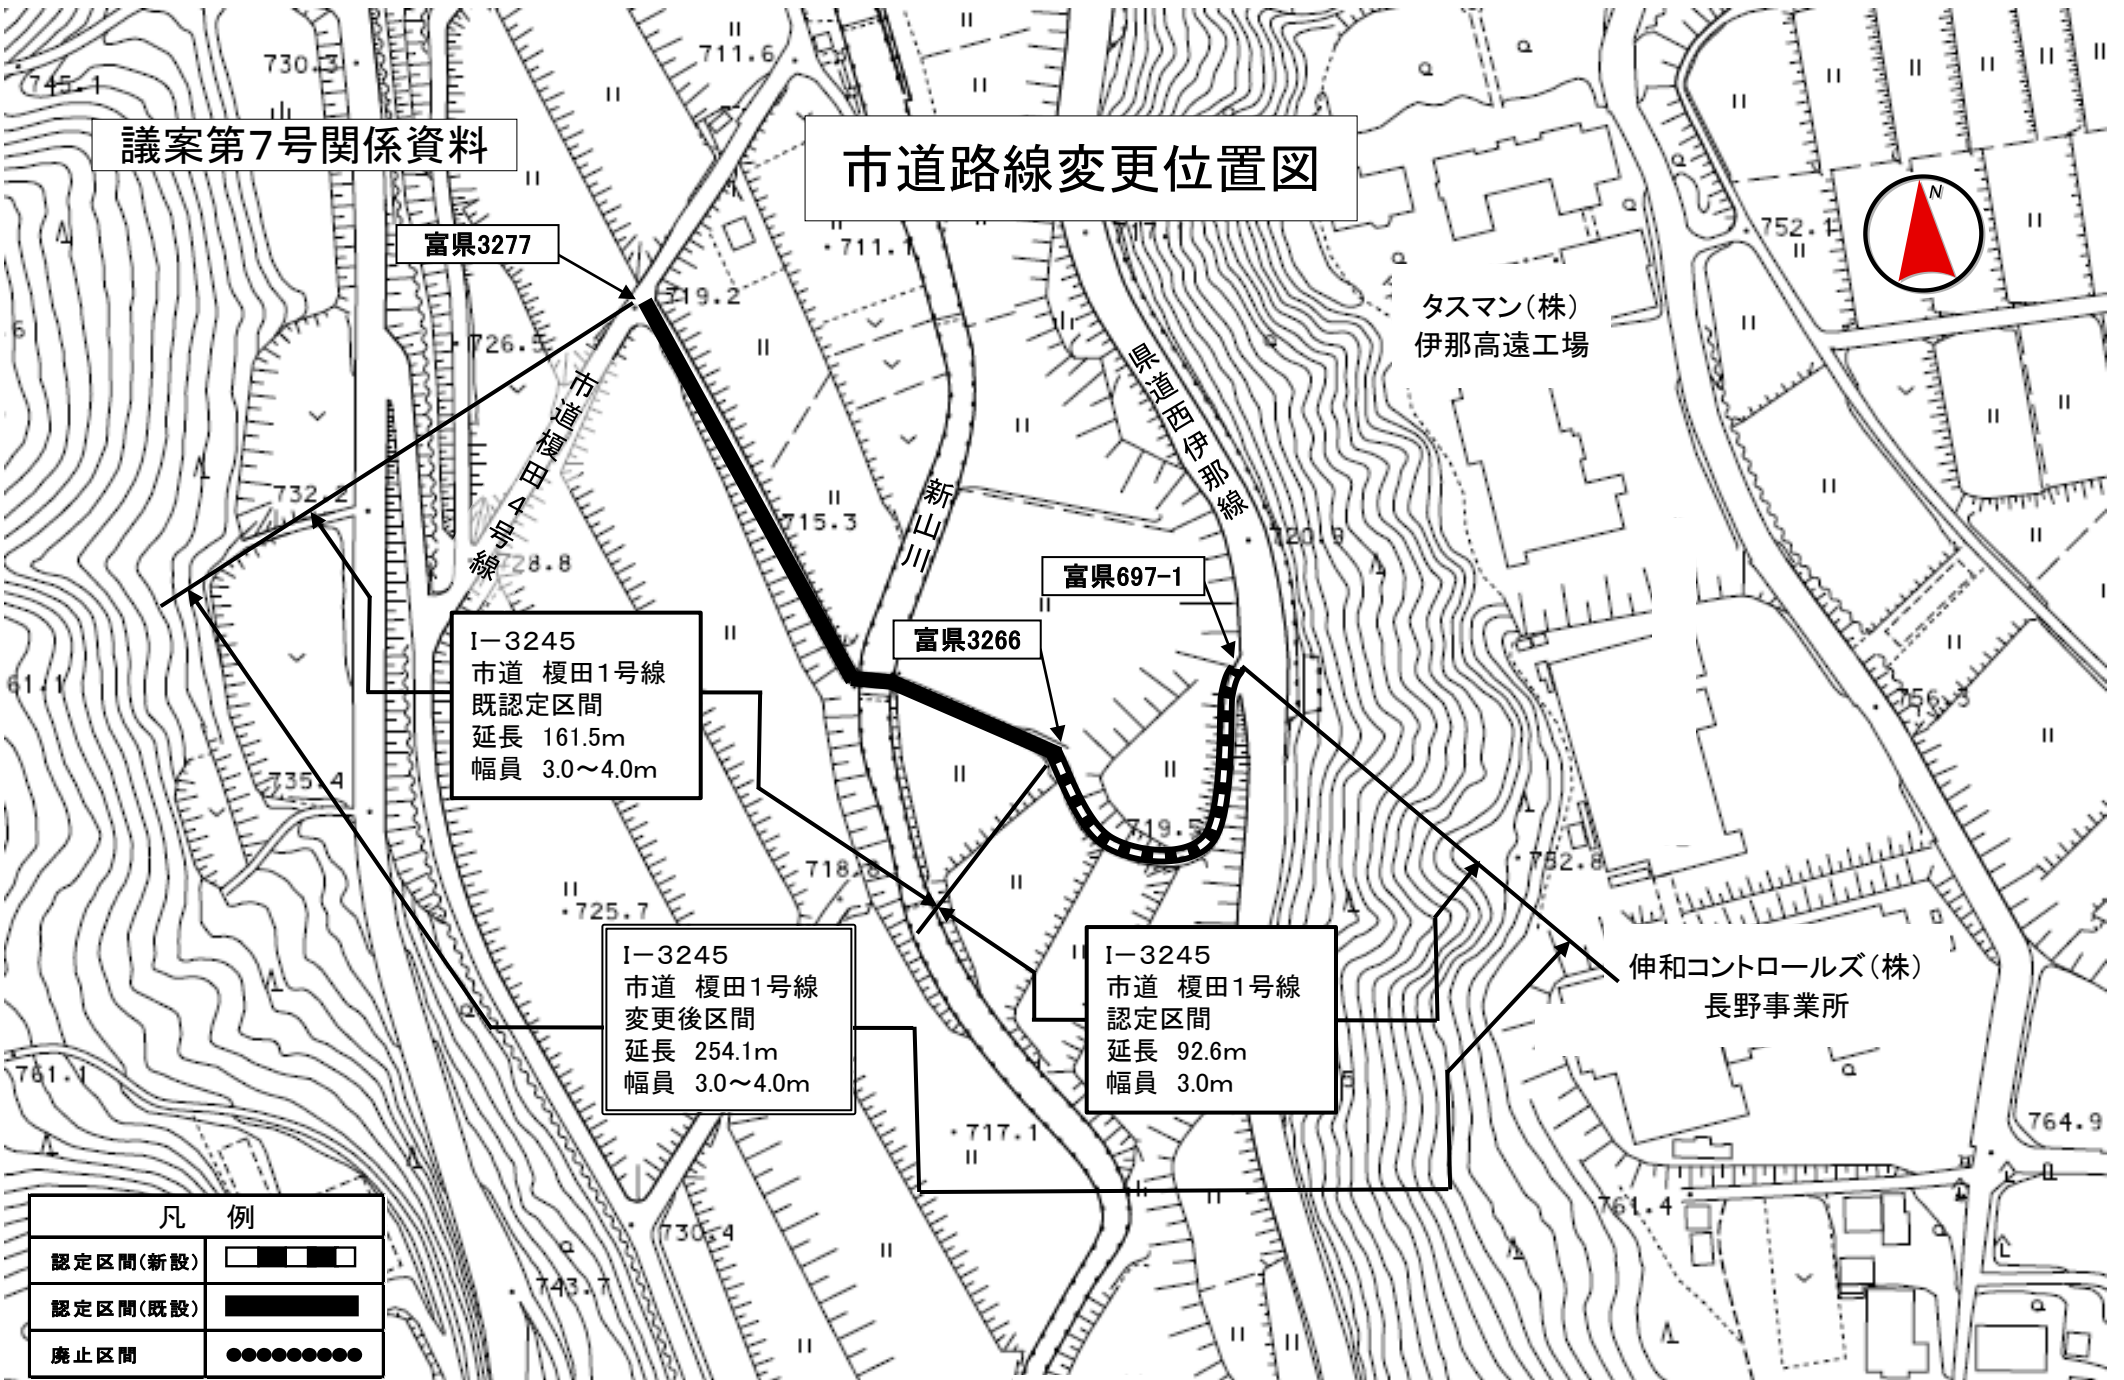 議案第7号関係資料
市道路線変更位置図
N
富県3277
富県697-1
富県3266
タスマン(株)
伊那高遠工場
伸和コントロールズ(株)
長野事業所
市道榎田4号線
新山川
県道西伊那線
I-3245
市道 榎田1号線
既認定区間
延長 161.5m
幅員 3.0~4.0m
I-3245
市道 榎田1号線
変更後区間
延長 254.1m
幅員 3.0~4.0m
I-3245
市道 榎田1号線
認定区間
延長 92.6m
幅員 3.0m
凡 例
認定区間(新設)
認定区間(既設)
廃止区間
745.1
730.3
711.6
711.1
717.1
752.1
719.2
726.5
732.2
715.3
720.9
728.8
61.1
735.4
719.5
756.3
718.8
752.8
725.7
761.1
717.1
764.9
761.4
730.4
743.7